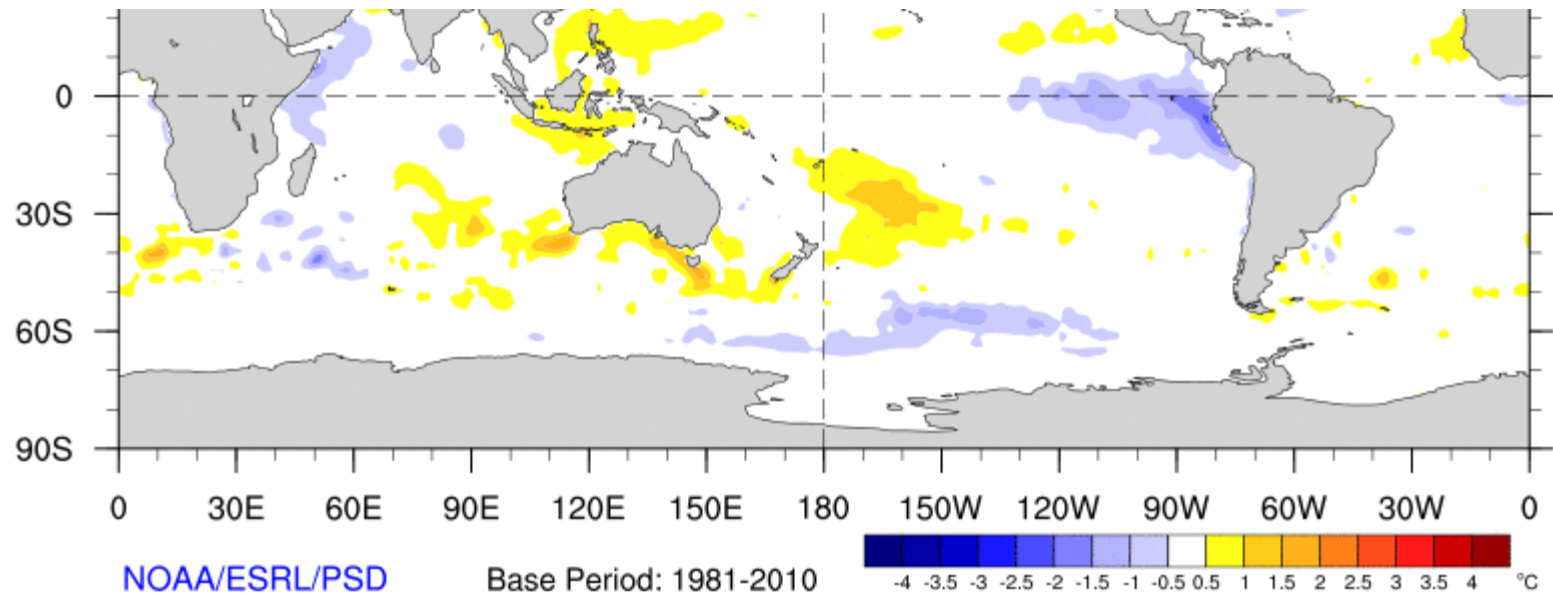 0
30S
60S
90S
0 30E 60E 90E 120E 150E 180 150W 120W 90W 60W 30W 0
NOAA/ESRL/PSD Base Period: 1981-2010
-4 -3.5 -3 -2.5 -2 -1.5 -1 -0.5 0.5 1 1.5 2 2.5 3 3.5 4 °C